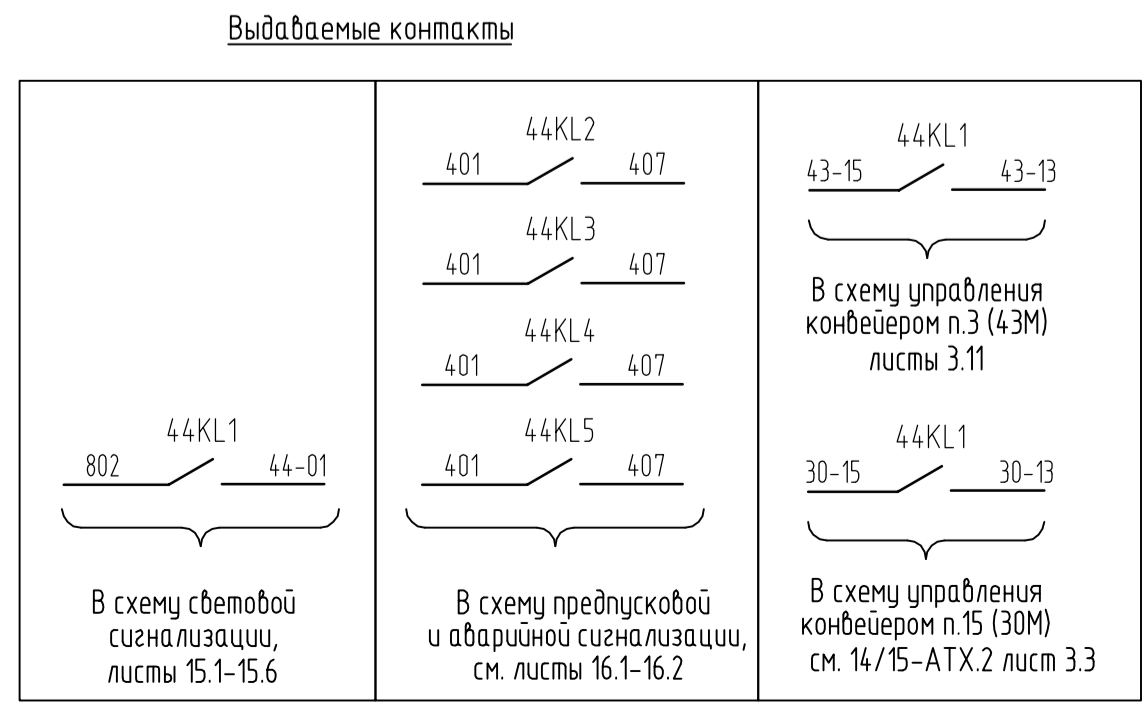 Выдаваемые контакты
44KL1
802 44-01
В схему световой
сигнализации,
листы 15.1-15.6
44KL2
401 407
44KL3
401 407
44KL4
401 407
44KL5
401 407
В схему предпусковой
и аварийной сигнализации,
см. листы 16.1-16.2
44KL1
43-15 43-13
В схему управления
конвейером п.3 (43М)
листы 3.11
44KL1
30-15 30-13
В схему управления
конвейером п.15 (30М)
см. 14/15-АТХ.2 лист 3.3